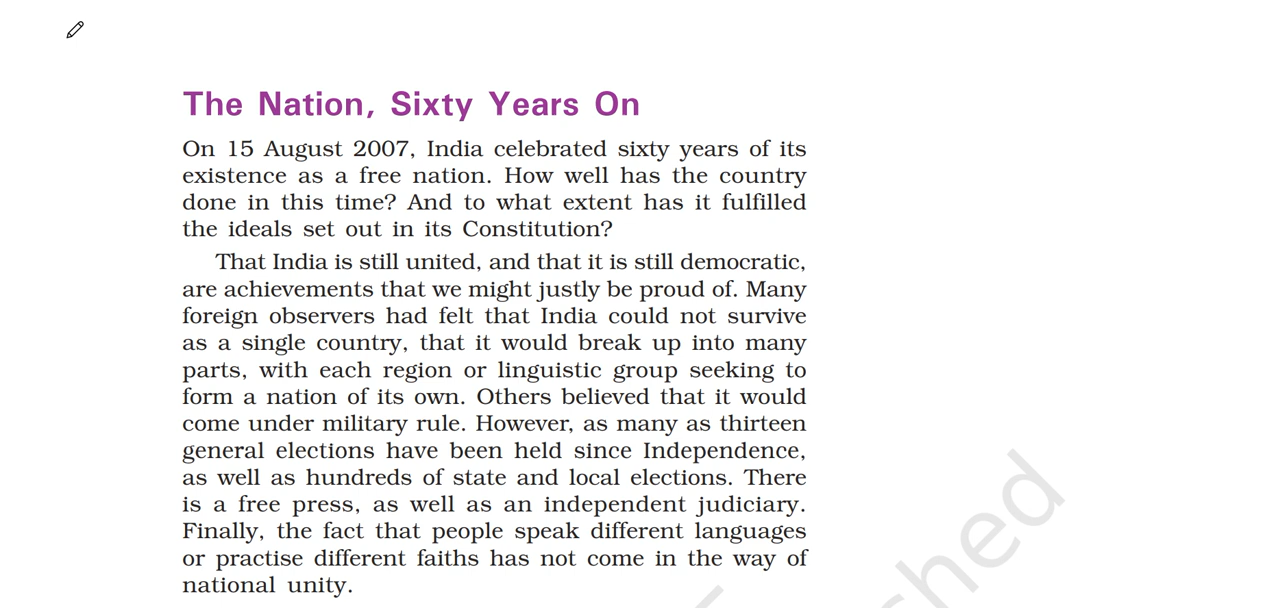 The Nation, Sixty Years On
On 15 August 2007, India celebrated sixty years of its
existence as a free nation. How well has the country
done in this time? And to what extent has it fulfilled
the ideals set out in its Constitution?
That India is still united, and that it is still democratic,
are achievements that we might justly be proud of. Many
foreign observers had felt that India could not survive
as a single country, that it would break up into many
parts, with each region or linguistic group seeking to
form a nation of its own. Others believed that it would
come under military rule. However, as many as thirteen
general elections have been held since Independence,
as well as hundreds of state and local elections. There
is a free press, as well as an independent judiciary.
Finally, the fact that people speak different languages
or practise different faiths has not come in the way of
national unity.
shed